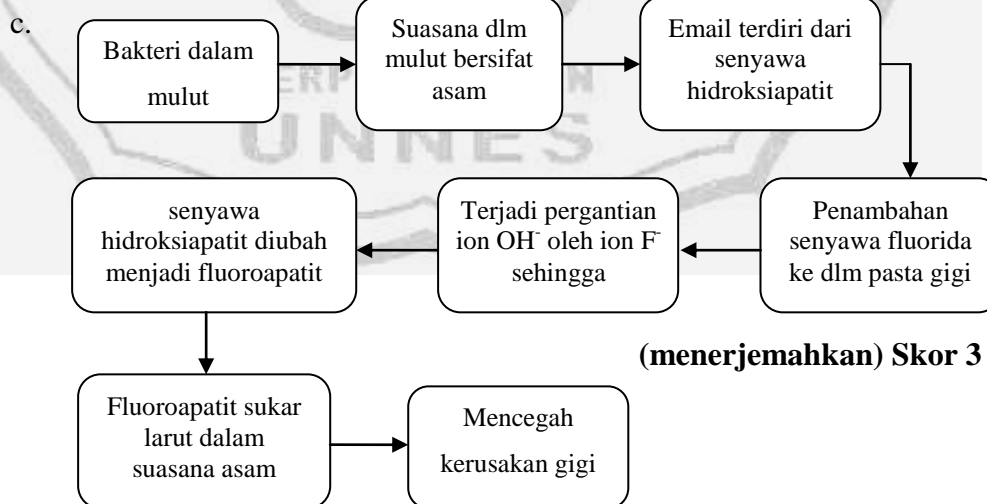 c.
Bakteri dalam
mulut
Suasana dlm
mulut bersifat
asam
Email terdiri dari
senyawa
hidroksiapatit
Penambahan
senyawa fluorida
ke dlm pasta gigi
Terjadi pergantian
ion OH⁻ oleh ion F⁻
sehingga
senyawa
hidroksiapatit diubah
menjadi fluoroapatit
(menerjemahkan) Skor 3
Fluoroapatit sukar
larut dalam
suasana asam
Mencegah
kerusakan gigi
UNNES